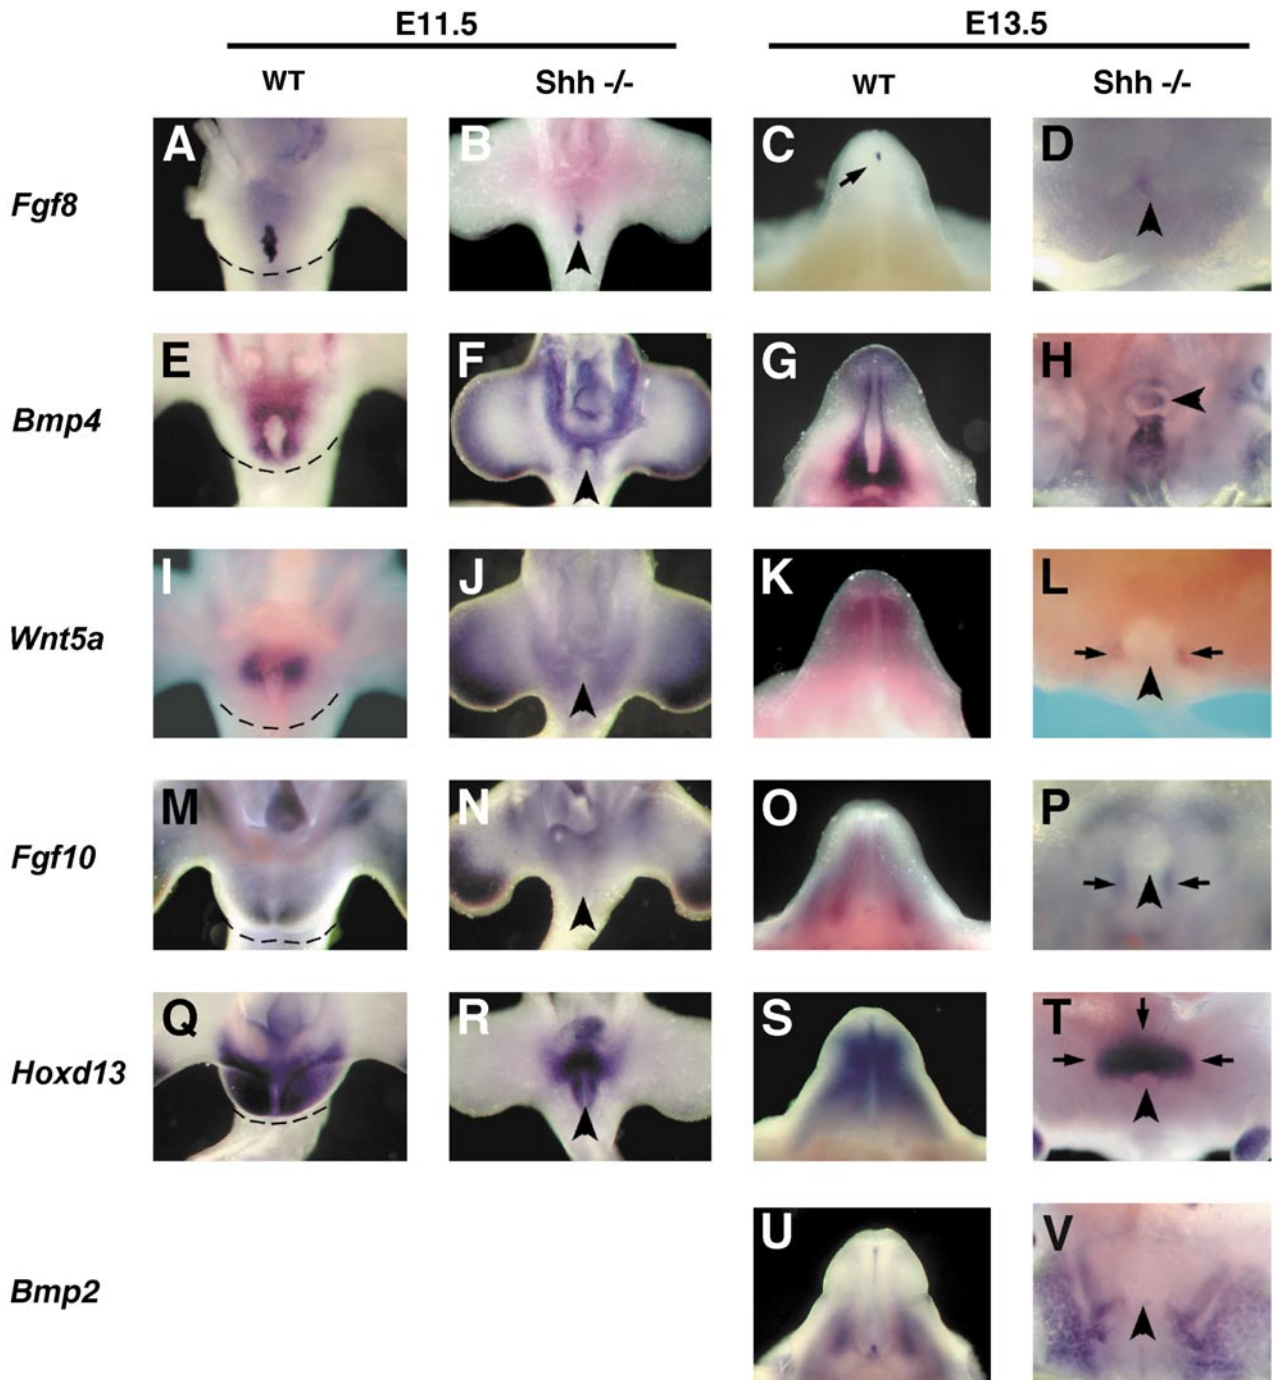 E11.5 E13.5
WT Shh -/- WT Shh -/-
Fgf8 A B C D
Bmp4 E F G H
Wnt5a I J K L
Fgf10 M N O P
Hoxd13 Q R S T
Bmp2 U V